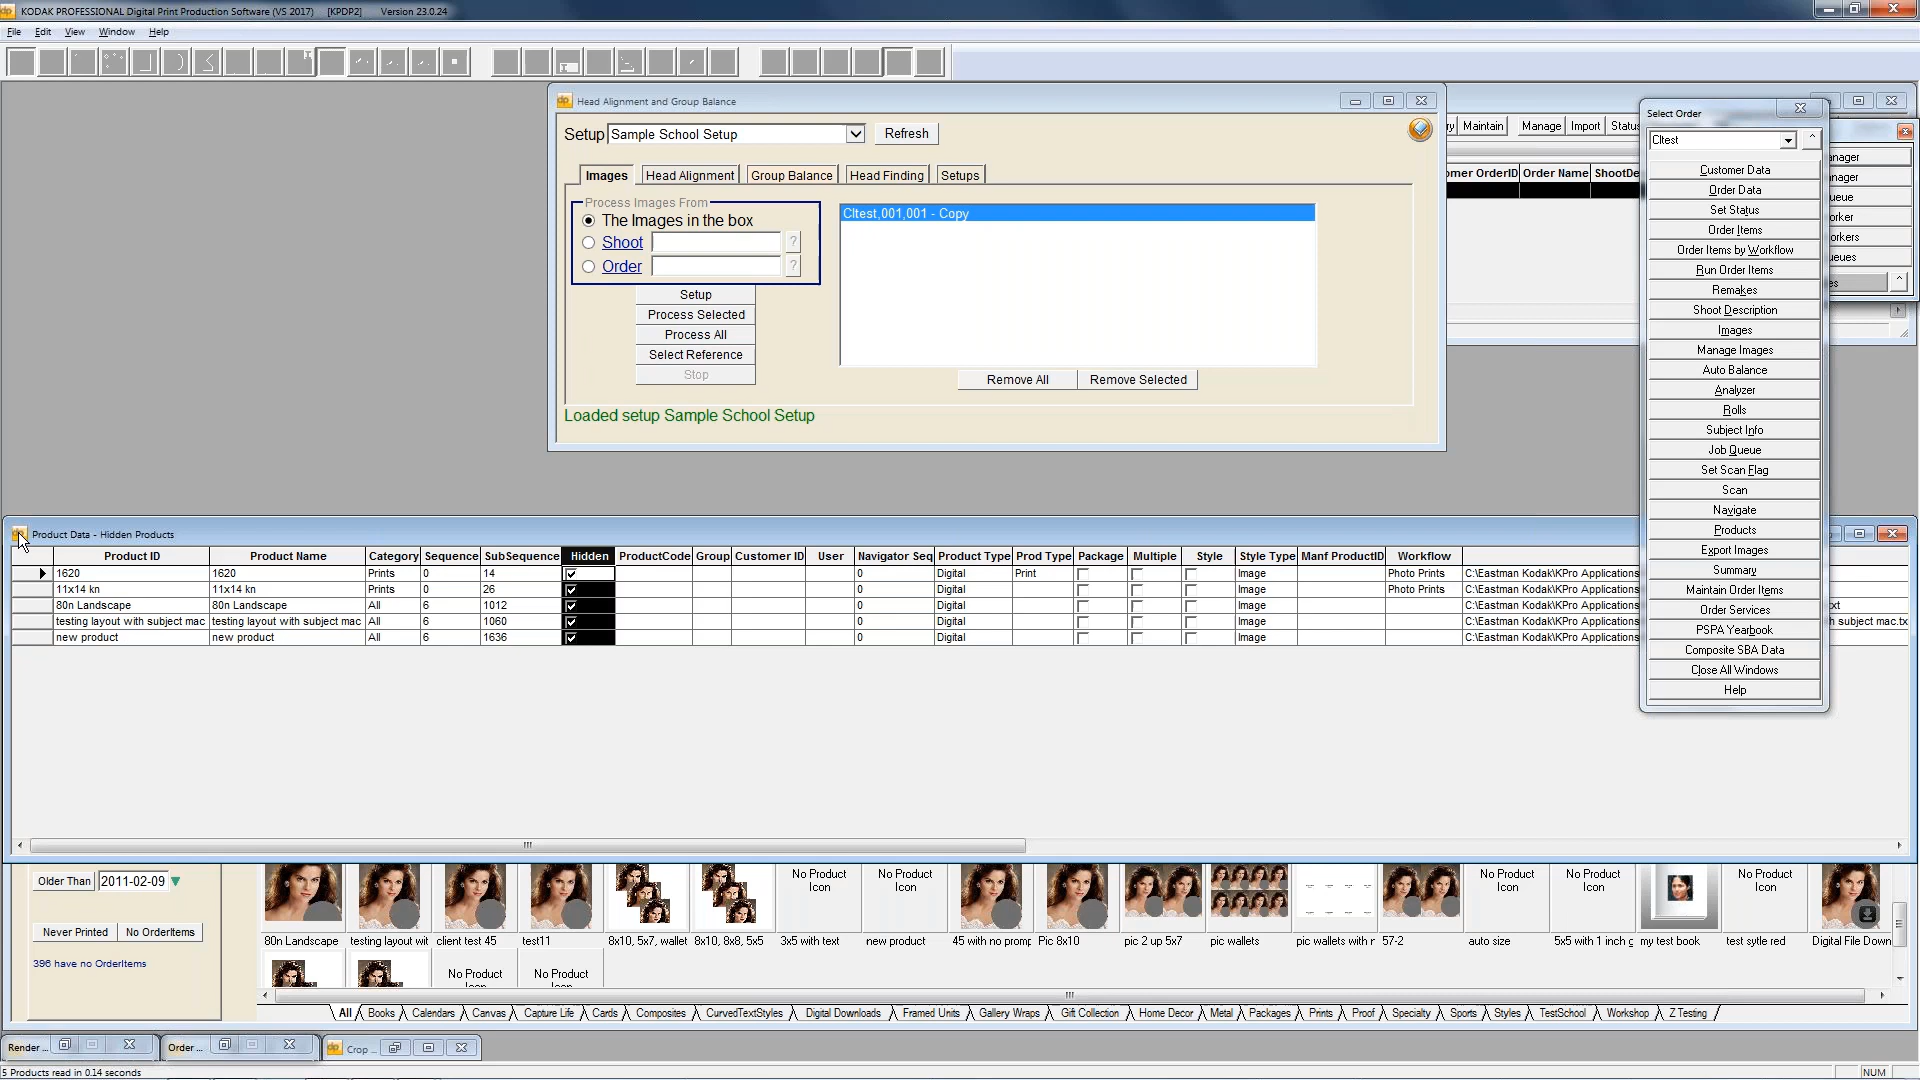 KODAK PROFESSIONAL Digital Print Production Software (VS 2017) [KPDP2] Version 23.0.24
File Edit View Window Help
Head Alignment and Group Balance
Setup Sample School Setup Refresh
Images Head Alignment Group Balance Head Finding Setups
Process Images From
The Images in the box
Shoot ?
Order ?
Setup
Process Selected
Process All
Select Reference
Stop
Cltest,001,001 - Copy
Remove All Remove Selected
Loaded setup Sample School Setup
ry Maintain Manage Import Statu
omer OrderID Order Name ShootDe
Select Order
Cltest
Customer Data
Order Data
Set Status
Order Items
Order Items by Workflow
Run Order Items
Remakes
Shoot Description
Images
Manage Images
Auto Balance
Analyzer
Rolls
Subject Info
Job Queue
Set Scan Flag
Scan
Navigate
Products
Export Images
Summary
Maintain Order Items
Order Services
PSPA Yearbook
Composite SBA Data
Close All Windows
Help
anager
anager
ueue
orker
orkers
ueues
es
Product Data - Hidden Products
Product ID Product Name Category Sequence SubSequence Hidden ProductCode Group Customer ID User Navigator Seq Product Type Prod Type Package Multiple Style Style Type Manf ProductID Workflow
1620 1620 Prints 0 14 0 Digital Print Image Photo Prints C:\Eastman Kodak\KPro Applications
11x14 kn 11x14 kn Prints 0 26 0 Digital Image Photo Prints C:\Eastman Kodak\KPro Applications
80n Landscape 80n Landscape All 6 1012 0 Digital Image C:\Eastman Kodak\KPro Applications xt
testing layout with subject mac testing layout with subject mac All 6 1060 0 Digital Image C:\Eastman Kodak\KPro Applications h subject mac.tx
new product new product All 6 1636 0 Digital Image C:\Eastman Kodak\KPro Applications
Older Than 2011-02-09
Never Printed No OrderItems
396 have no OrderItems
No Product Icon No Product Icon No Product Icon No Product Icon No Product Icon
80n Landscape testing layout wit client test 45 test11 8x10, 5x7, wallet 8x10, 8x8, 5x5 3x5 with text new product 45 with no promp Pic 8x10 pic 2 up 5x7 pic wallets pic wallets with r 57-2 auto size 5x5 with 1 inch g my test book test sytle red Digital File Down
No Product Icon No Product Icon
All Books Calendars Canvas Capture Life Cards Composites CurvedTextStyles Digital Downloads Framed Units Gallery Wraps Gift Collection Home Decor Metal Packages Prints Proof Specialty Sports Styles TestSchool Workshop Z Testing
Render ... Order ... Crop ...
5 Products read in 0.14 seconds NUM